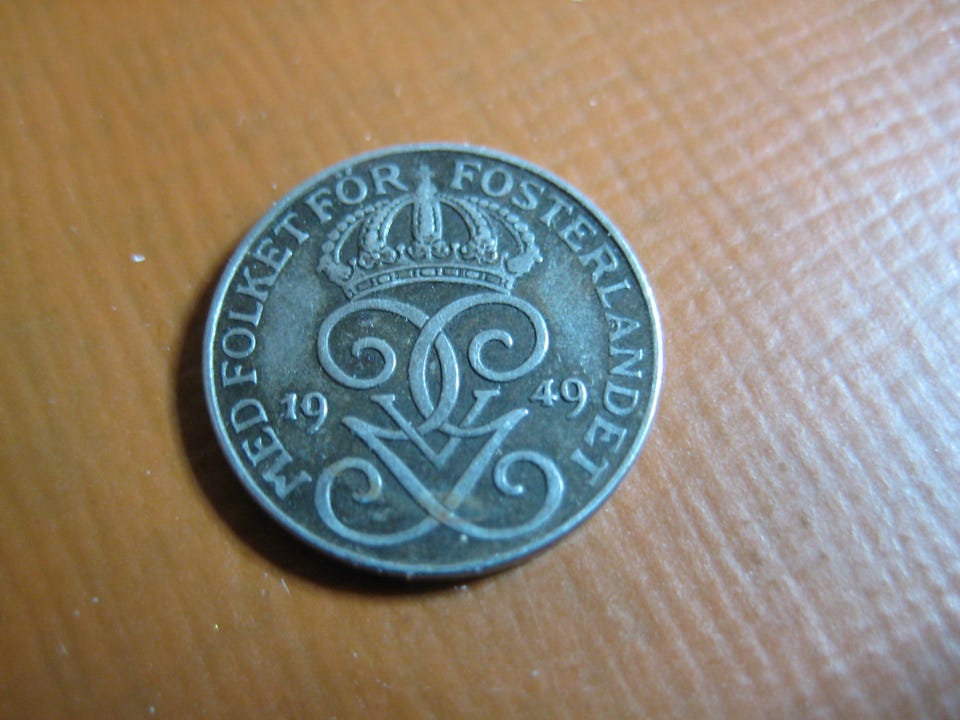 MED FOLKET FÖR FOSTERLANDET
19 49
V